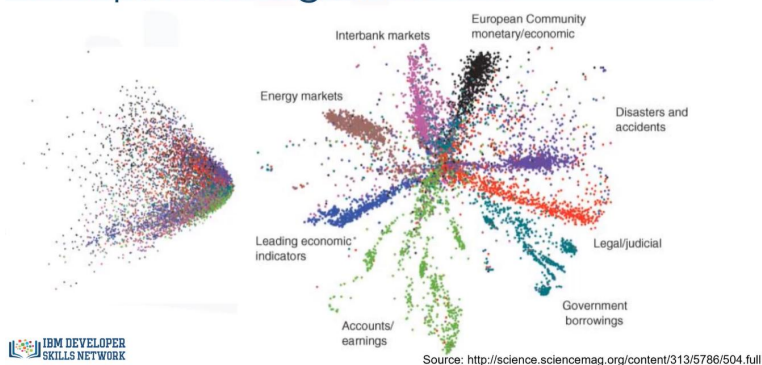 European Community
monetary/economic
Interbank markets
Energy markets
Disasters and
accidents
Leading economic
indicators
Legal/judicial
Government
borrowings
Accounts/
earnings
IBM DEVELOPER
SKILLS NETWORK
Source: http://science.sciencemag.org/content/313/5786/504.full